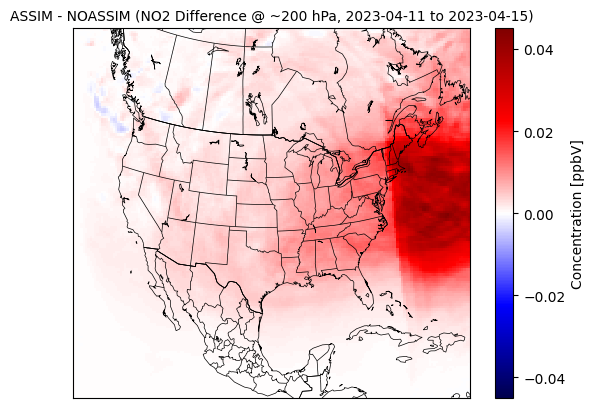 ASSIM - NOASSIM (NO2 Difference @ ~200 hPa, 2023-04-11 to 2023-04-15)
0.04
0.02
0.00
−0.02
−0.04
Concentration [ppbV]